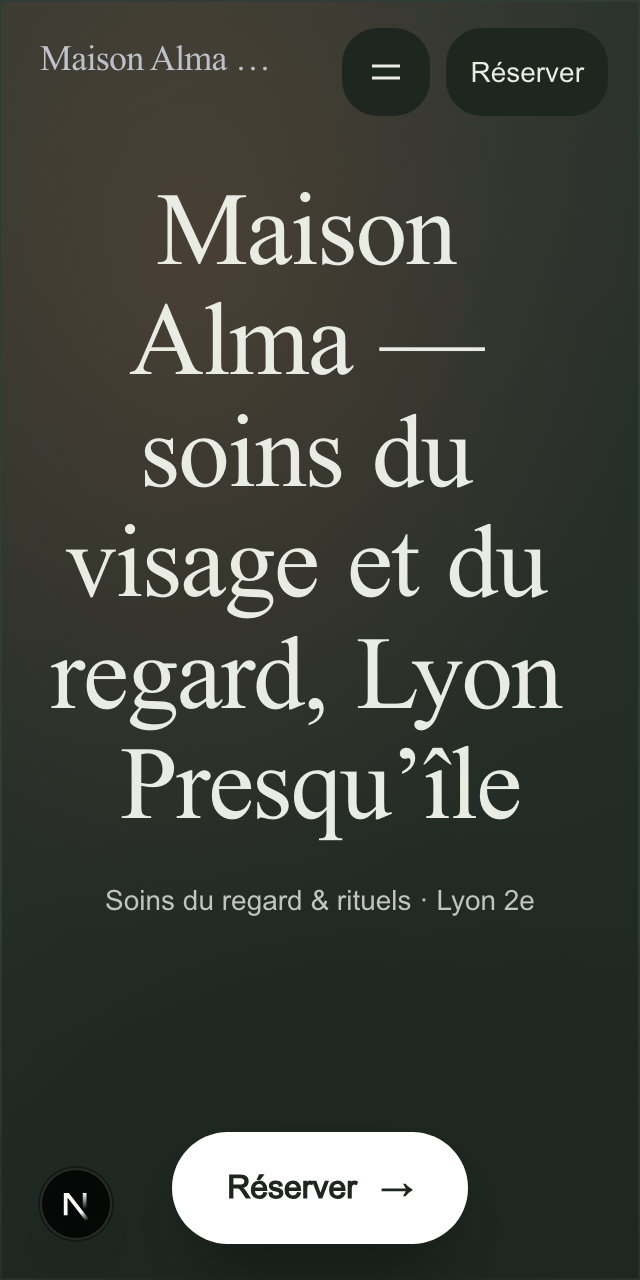 Maison Alma …
Réserver
Maison
Alma —
soins du
visage et du
regard, Lyon
Presqu’île
Soins du regard & rituels · Lyon 2e
Réserver →
N